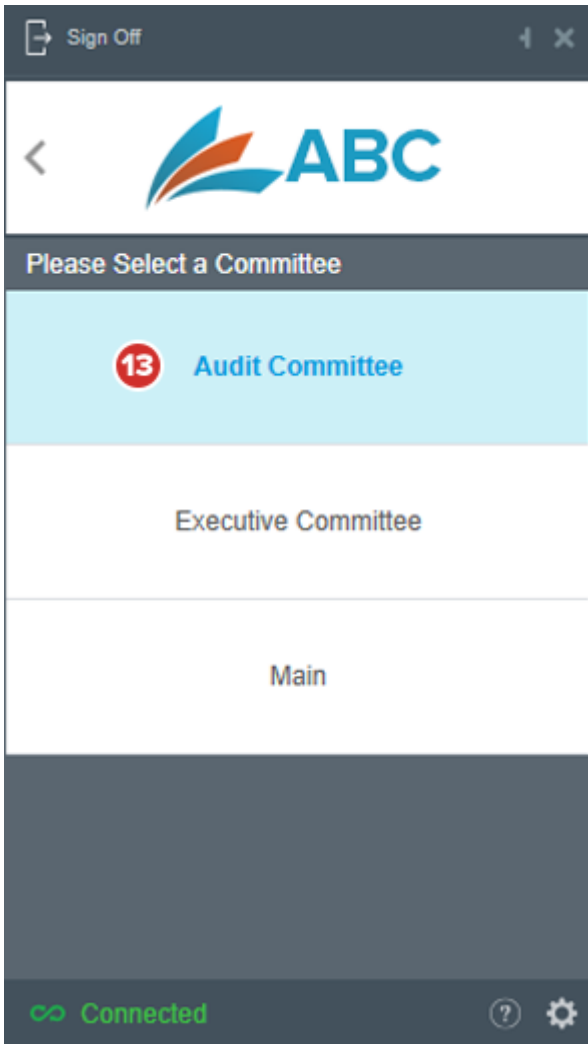 Sign Off
ABC
Please Select a Committee
13 Audit Committee
Executive Committee
Main
Connected
?